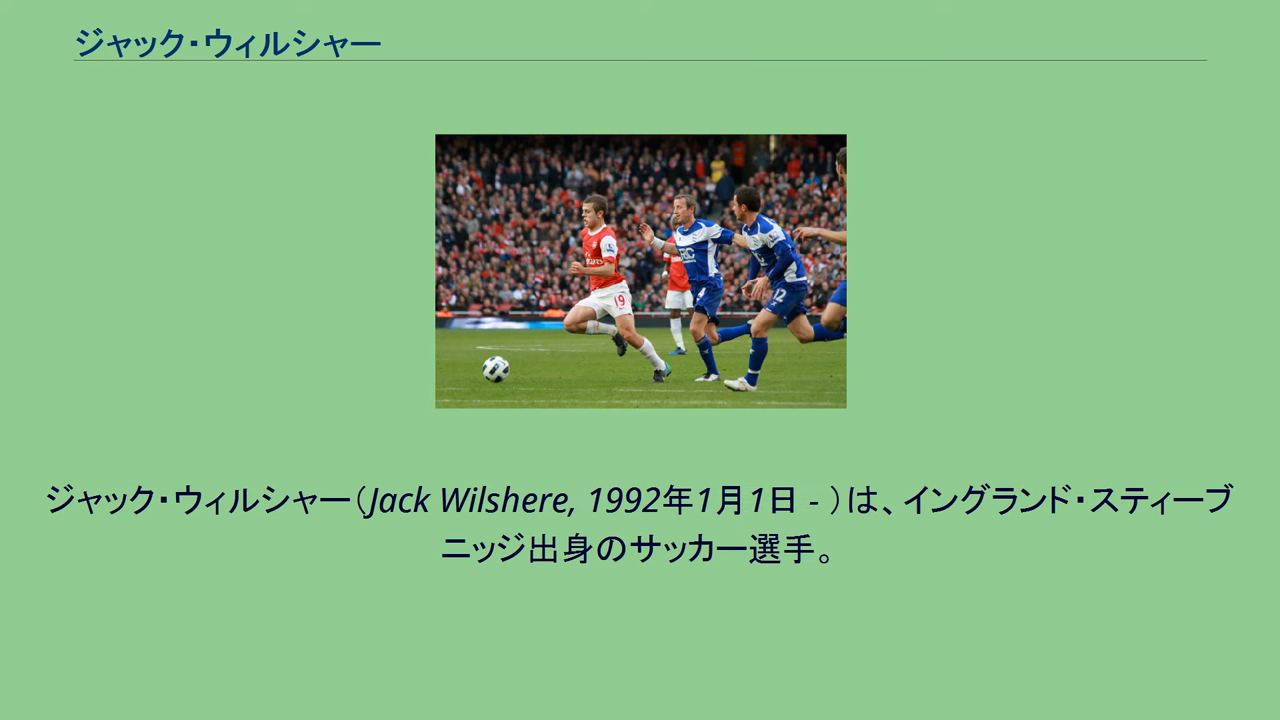 ジャック・ウィルシャー
19
12
ジャック・ウィルシャー（Jack Wilshere, 1992年1月1日 - ）は、イングランド・スティーブ
ニッジ出身のサッカー選手。